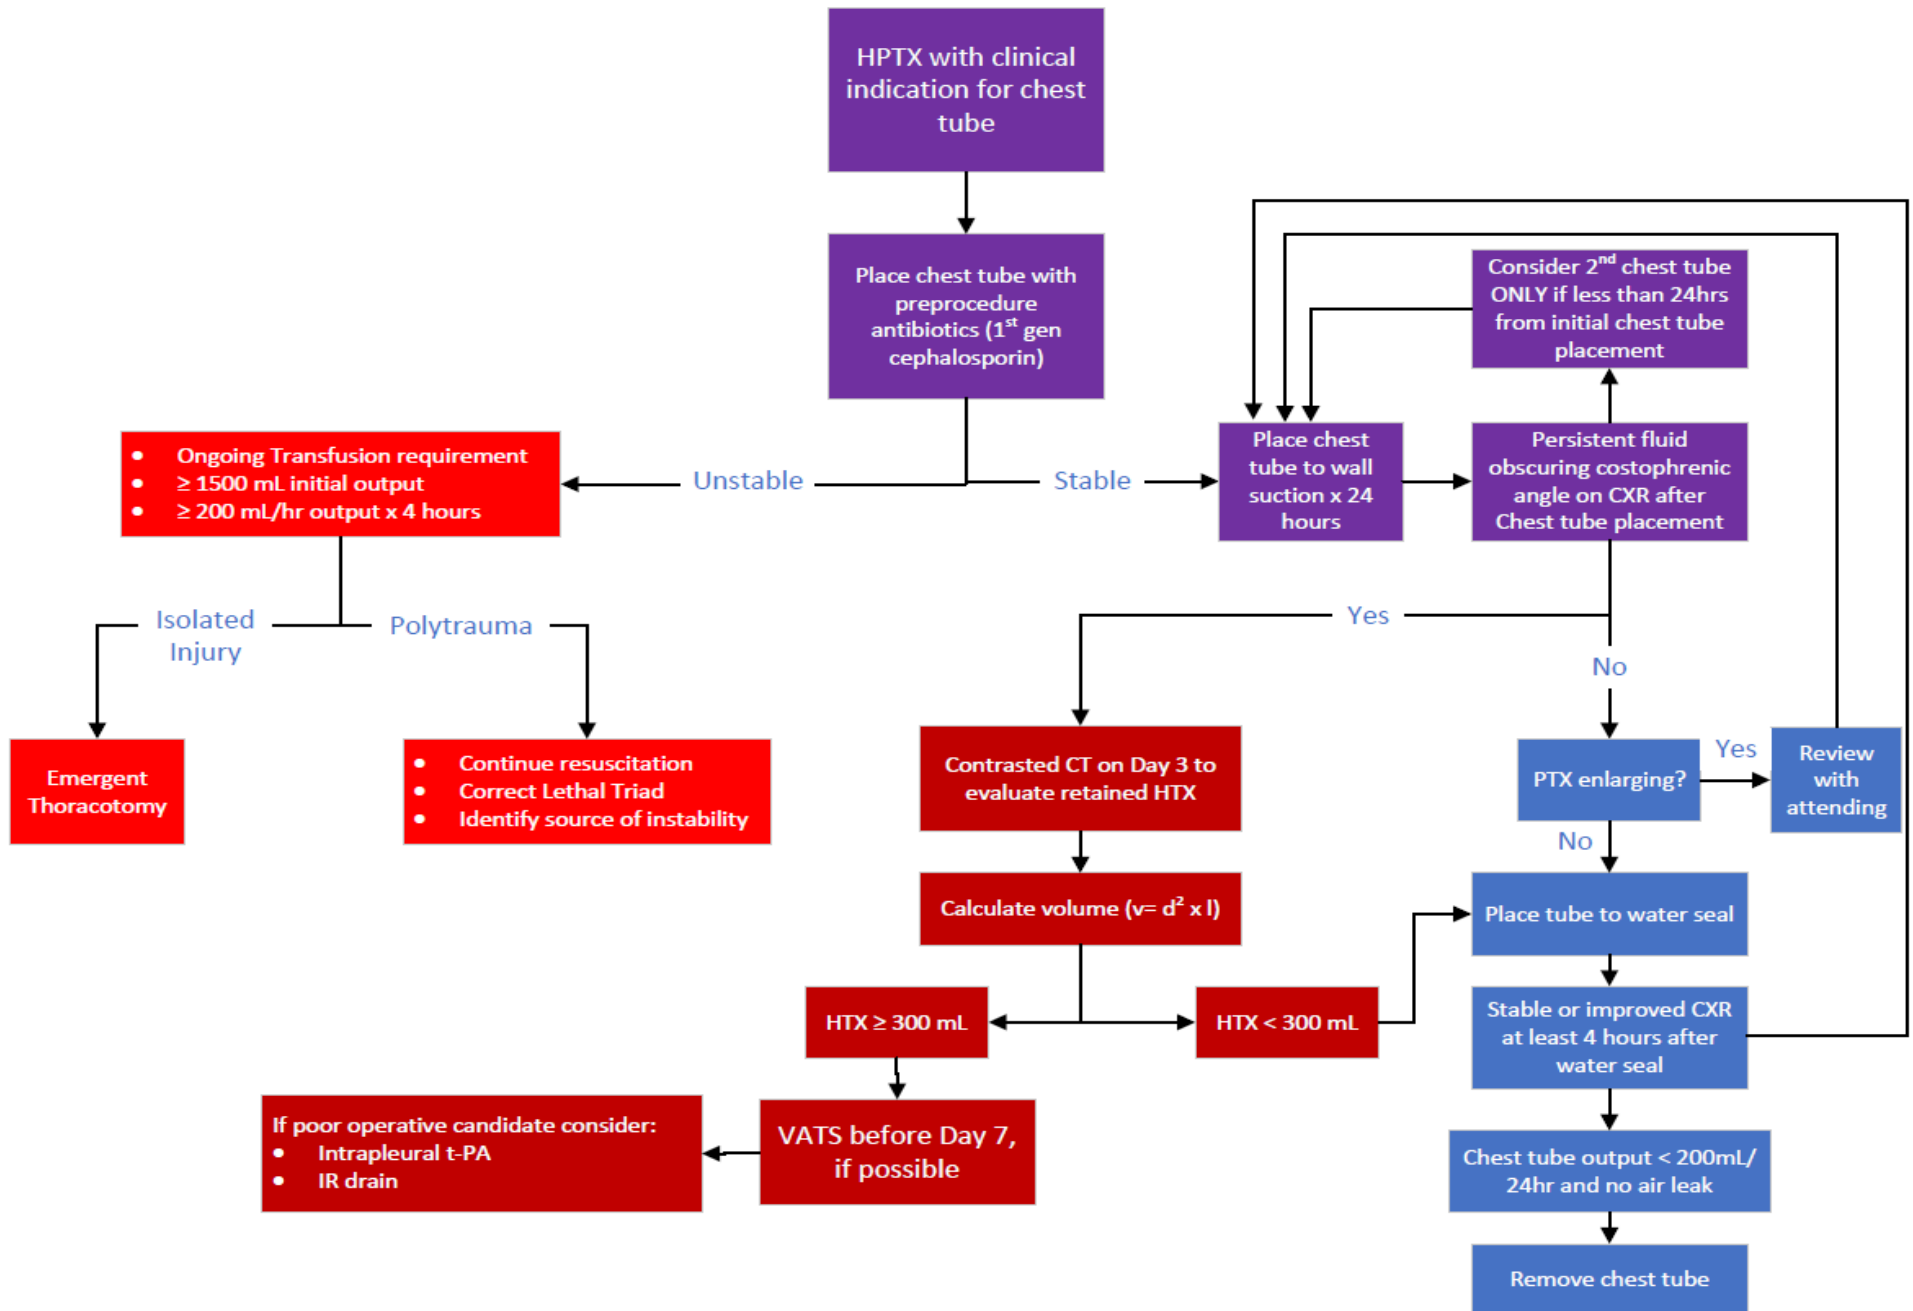 HPTX with clinical
indication for chest
tube
Place chest tube with
preprocedure
antibiotics (1st gen
cephalosporin)
Consider 2nd chest tube
ONLY if less than 24hrs
from initial chest tube
placement
• Ongoing Transfusion requirement
• ≥ 1500 mL initial output
• ≥ 200 mL/hr output x 4 hours
Unstable
Stable
Place chest
tube to wall
suction x 24
hours
Persistent fluid
obscuring costophrenic
angle on CXR after
Chest tube placement
Isolated
Injury
Polytrauma
Yes
No
Emergent
Thoracotomy
• Continue resuscitation
• Correct Lethal Triad
• Identify source of instability
Contrasted CT on Day 3 to
evaluate retained HTX
PTX enlarging?
Yes
Review
with
attending
No
Calculate volume (v= d² x l)
Place tube to water seal
HTX ≥ 300 mL
HTX < 300 mL
Stable or improved CXR
at least 4 hours after
water seal
If poor operative candidate consider:
• Intrapleural t-PA
• IR drain
VATS before Day 7,
if possible
Chest tube output < 200mL/
24hr and no air leak
Remove chest tube